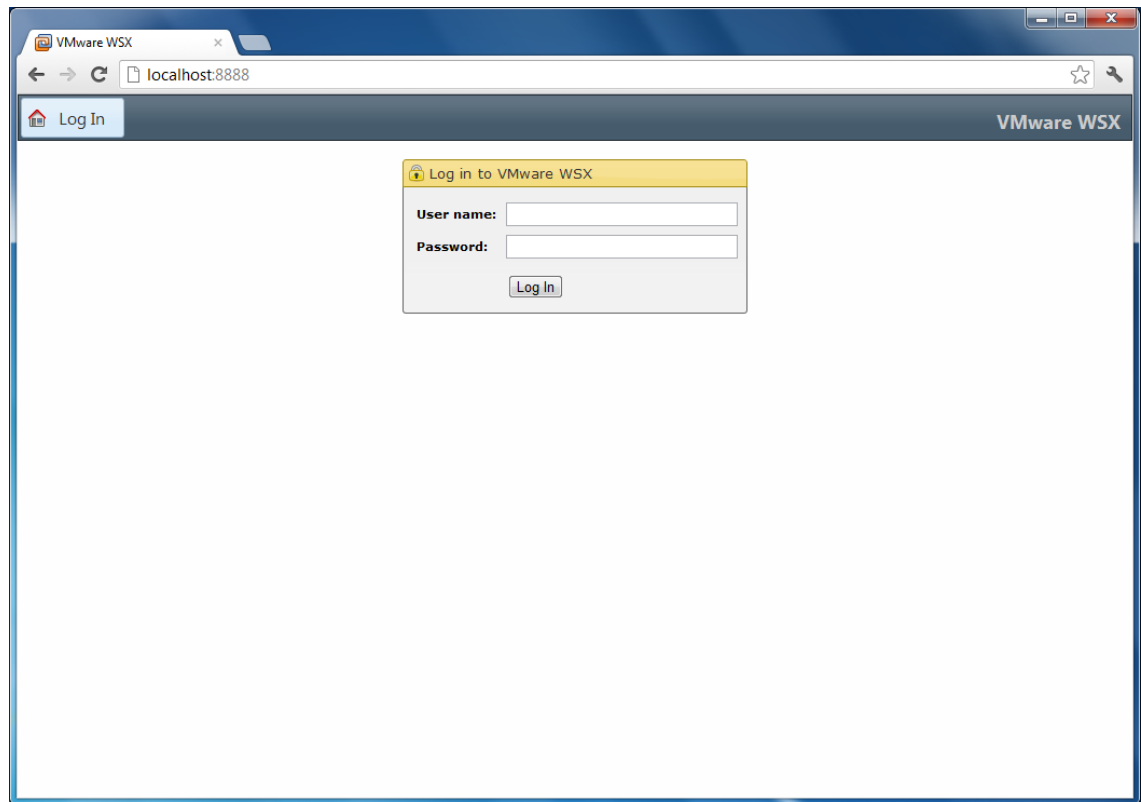 VMware WSX
localhost:8888
Log In
VMware WSX
Log in to VMware WSX
User name:
Password:
Log In